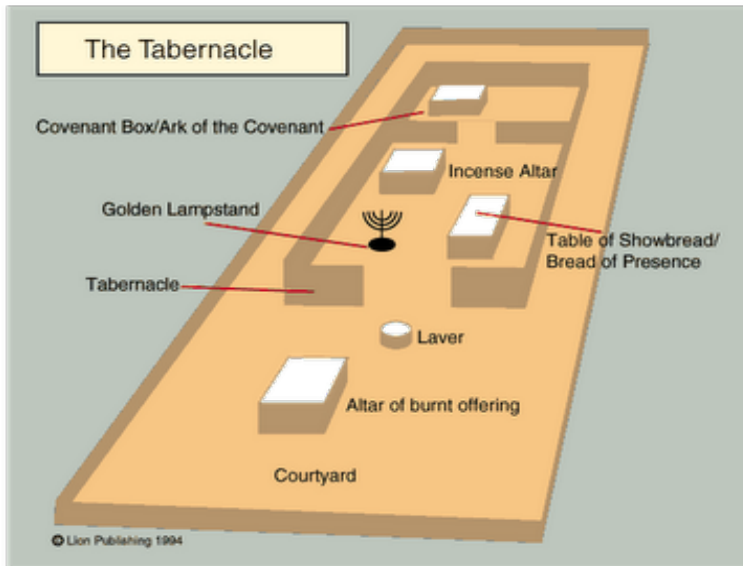 The Tabernacle
Covenant Box/Ark of the Covenant
Incense Altar
Golden Lampstand
Table of Showbread/
Bread of Presence
Tabernacle
Laver
Altar of burnt offering
Courtyard
© Lion Publishing 1994